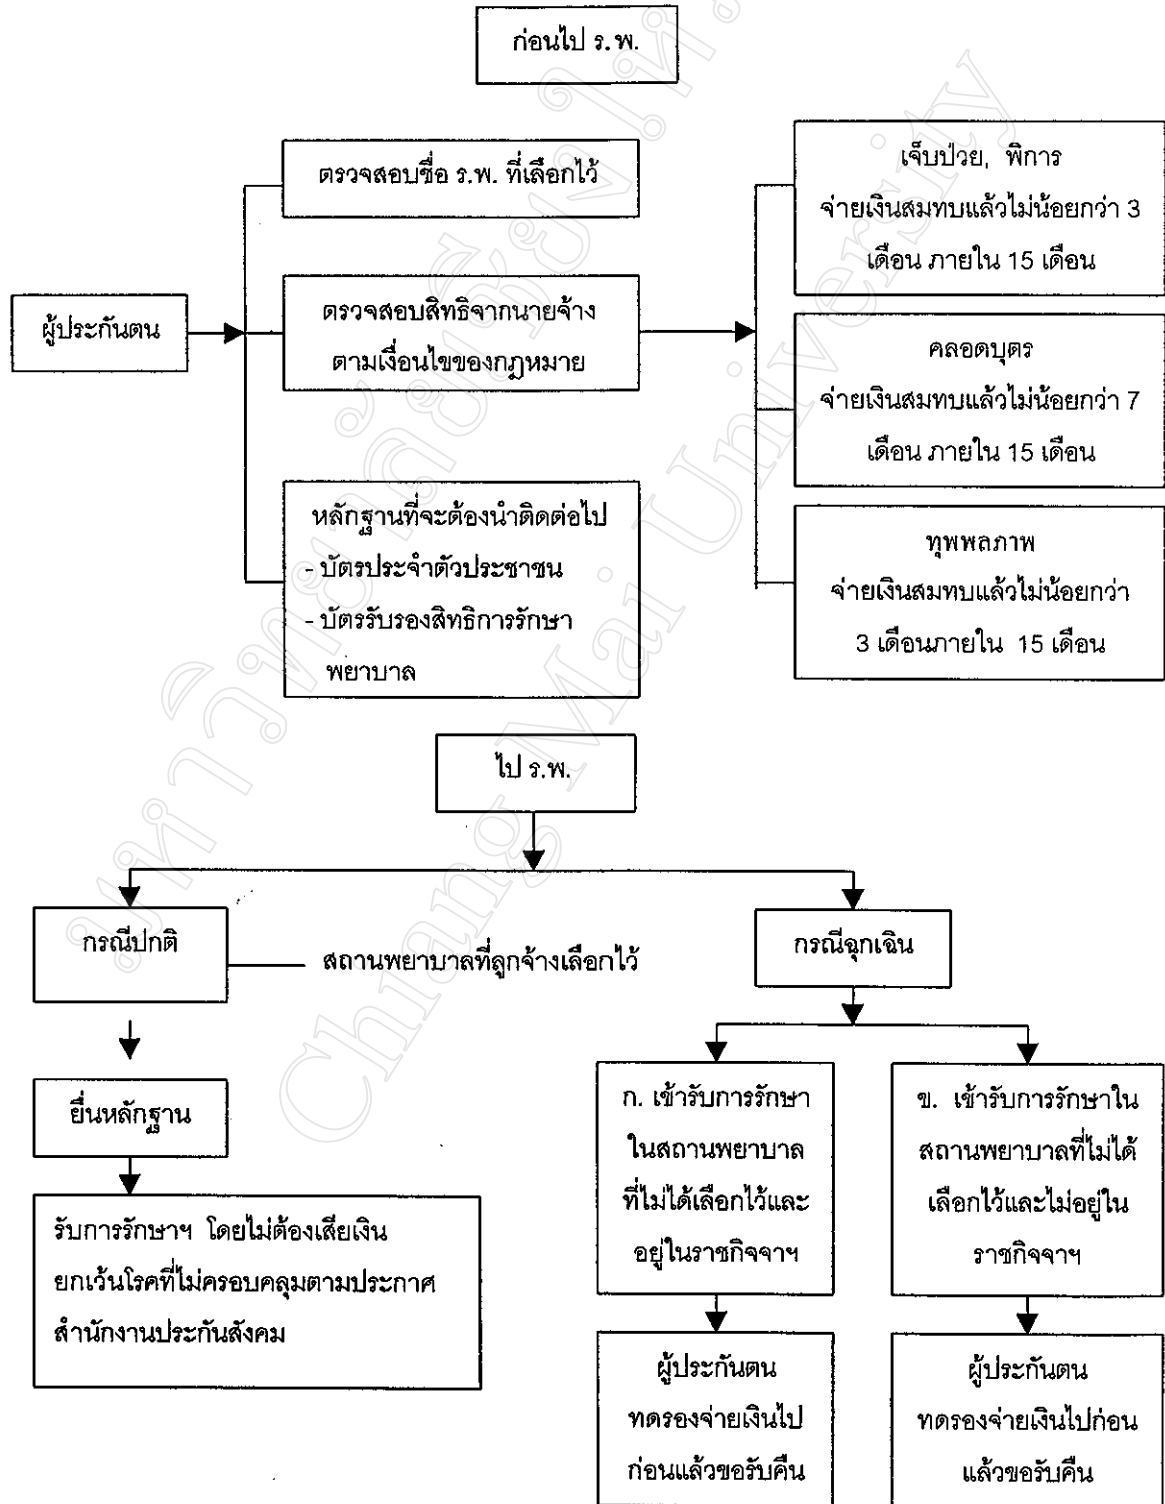 ก่อนไป ร.พ.
ผู้ประกันตน
ตรวจสอบชื่อ ร.พ. ที่เลือกไว้
ตรวจสอบสิทธิจากนายจ้าง
ตามเงื่อนไขของกฎหมาย
หลักฐานที่จะต้องนำติดต่อไป
- บัตรประจำตัวประชาชน
- บัตรรับรองสิทธิการรักษา
พยาบาล
เจ็บป่วย, พิการ
จ่ายเงินสมทบแล้วไม่น้อยกว่า 3
เดือน ภายใน 15 เดือน
คลอดบุตร
จ่ายเงินสมทบแล้วไม่น้อยกว่า 7
เดือน ภายใน 15 เดือน
ทุพพลภาพ
จ่ายเงินสมทบแล้วไม่น้อยกว่า
3 เดือนภายใน 15 เดือน
ไป ร.พ.
กรณีปกติ
สถานพยาบาลที่ลูกจ้างเลือกไว้
ยื่นหลักฐาน
รับการรักษาฯ โดยไม่ต้องเสียเงิน
ยกเว้นโรคที่ไม่ครอบคลุมตามประกาศ
สำนักงานประกันสังคม
กรณีฉุกเฉิน
ก. เข้ารับการรักษา
ในสถานพยาบาล
ที่ไม่ได้เลือกไว้และ
อยู่ในราชกิจจาฯ
ผู้ประกันตน
ทดรองจ่ายเงินไป
ก่อนแล้วขอรับคืน
ข. เข้ารับการรักษาใน
สถานพยาบาลที่ไม่ได้
เลือกไว้และไม่อยู่ใน
ราชกิจจาฯ
ผู้ประกันตน
ทดรองจ่ายเงินไปก่อน
แล้วขอรับคืน
Chiang Mai University